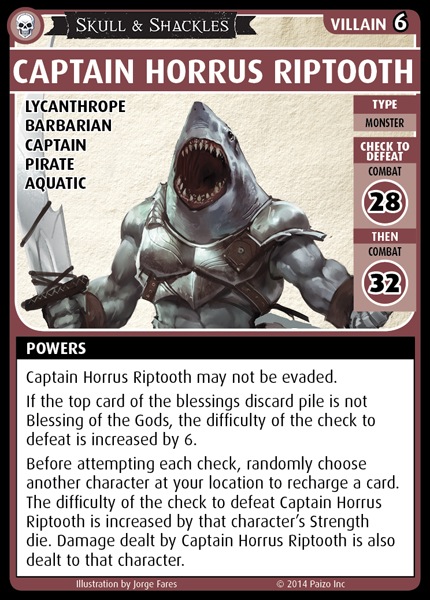 SKULL & SHACKLES
VILLAIN 6
CAPTAIN HORRUS RIPTOOTH
LYCANTHROPE
BARBARIAN
CAPTAIN
PIRATE
AQUATIC
TYPE
MONSTER
CHECK TO
DEFEAT
COMBAT
28
THEN
COMBAT
32
POWERS
Captain Horrus Riptooth may not be evaded.
If the top card of the blessings discard pile is not
Blessing of the Gods, the difficulty of the check to
defeat is increased by 6.
Before attempting each check, randomly choose
another character at your location to recharge a card.
The difficulty of the check to defeat Captain Horrus
Riptooth is increased by that character's Strength
die. Damage dealt by Captain Horrus Riptooth is also
dealt to that character.
Illustration by Jorge Fares
© 2014 Paizo Inc